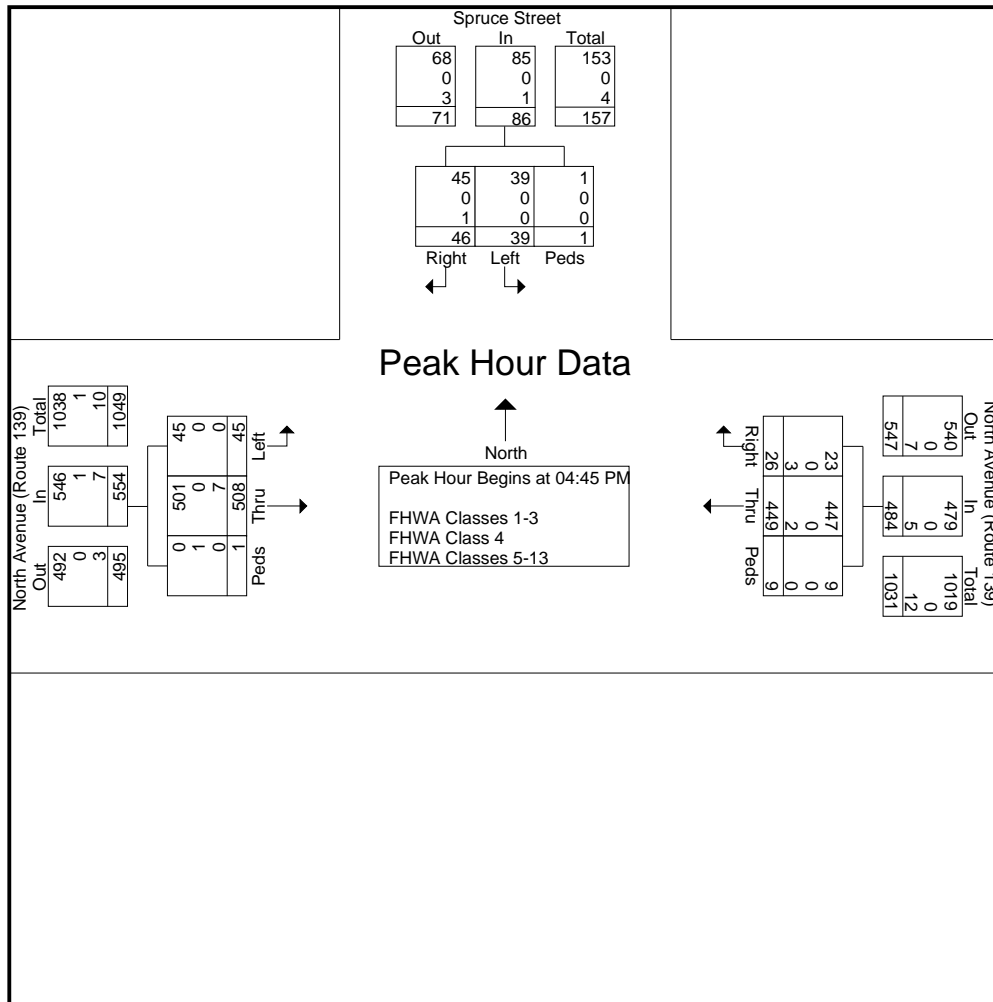 Spruce Street
Out In Total
68 85 153
0 0 0
3 1 4
71 86 157
45 39 1
0 0 0
1 0 0
46 39 1
Right Left Peds
Peak Hour Data
North
Peak Hour Begins at 04:45 PM
FHWA Classes 1-3
FHWA Class 4
FHWA Classes 5-13
North Avenue (Route 139)
Out In Total
492 546 1038
0 1 1
3 7 10
495 554 1049
Peds Thru Left
0 501 45
1 0 0
0 7 0
1 508 45
North Avenue (Route 139)
Out In Total
540 479 1019
0 0 0
7 5 12
547 484 1031
Right Thru Peds
23 447 9
0 0 0
3 2 0
26 449 9